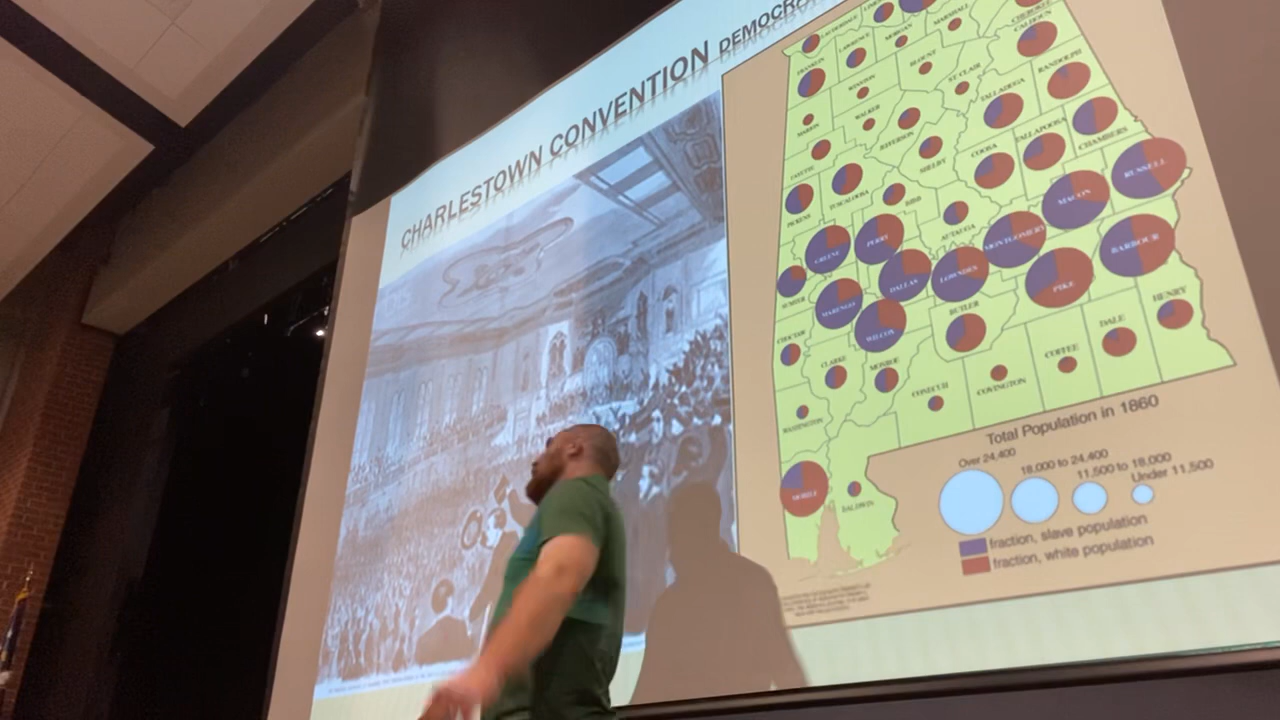 CHARLESTOWN CONVENTION DEMOCRA
LAUDERDALE
MORGAN
MARSHALL
CHEROKEE
CALHOUN
LAWRENCE
FRANKLIN
BLOUNT
ST CLAIR
RANDOLPH
WINSTON
TALLADEGA
MARION
WALKER
JEFFERSON
TALLAPOOSA
CHAMBERS
FAYETTE
SHELBY
COOSA
RUSSELL
PICKENS
TUSCALOOSA
BIBB
MACON
AUTAUGA
GREENE
PERRY
MONTGOMERY
BARBOUR
SUMTER
DALLAS
LOWNDES
PIKE
MARENGO
WILCOX
BUTLER
HENRY
CHOCTAW
CLARKE
MONROE
COFFEE
DALE
CONECUH
COVINGTON
WASHINGTON
MOBILE
BALDWIN
Total Population in 1860
Over 24,400
18,000 to 24,400
11,500 to 18,000
Under 11,500
fraction, slave population
fraction, white population